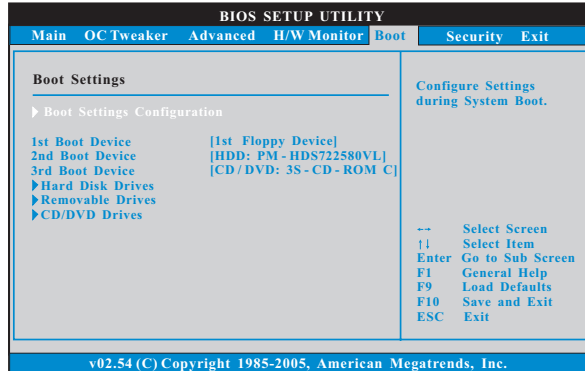 BIOS SETUP UTILITY
Main OC Tweaker Advanced H/W Monitor Boot Security Exit
Boot Settings
Boot Settings Configuration
1st Boot Device [1st Floppy Device]
2nd Boot Device [HDD: PM-HDS722580VL]
3rd Boot Device [CD/DVD: 3S-CD-ROM C]
Hard Disk Drives
Removable Drives
CD/DVD Drives
Configure Settings
during System Boot.
←→ Select Screen
↑↓ Select Item
Enter Go to Sub Screen
F1 General Help
F9 Load Defaults
F10 Save and Exit
ESC Exit
v02.54 (C) Copyright 1985-2005, American Megatrends, Inc.